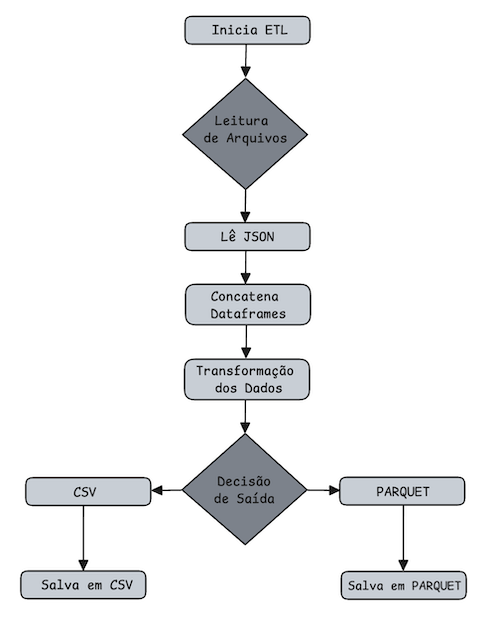 Inicia ETL
Leitura
de Arquivos
Lê JSON
Concatena
Dataframes
Transformação
dos Dados
Decisão
de Saída
CSV
PARQUET
Salva em CSV
Salva em PARQUET